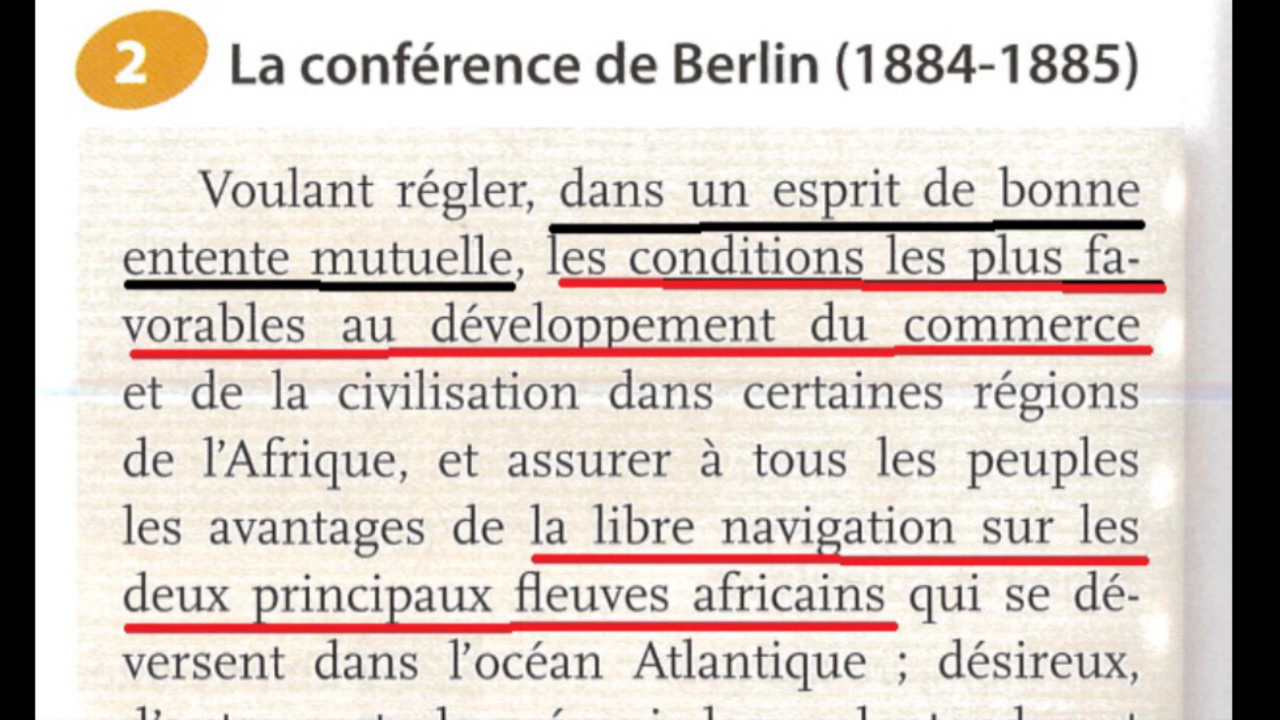 2 La conférence de Berlin (1884-1885)
Voulant régler, dans un esprit de bonne
entente mutuelle, les conditions les plus fa-
vorables au développement du commerce
et de la civilisation dans certaines régions
de l'Afrique, et assurer à tous les peuples
les avantages de la libre navigation sur les
deux principaux fleuves africains qui se dé-
versent dans l'océan Atlantique ; désireux,